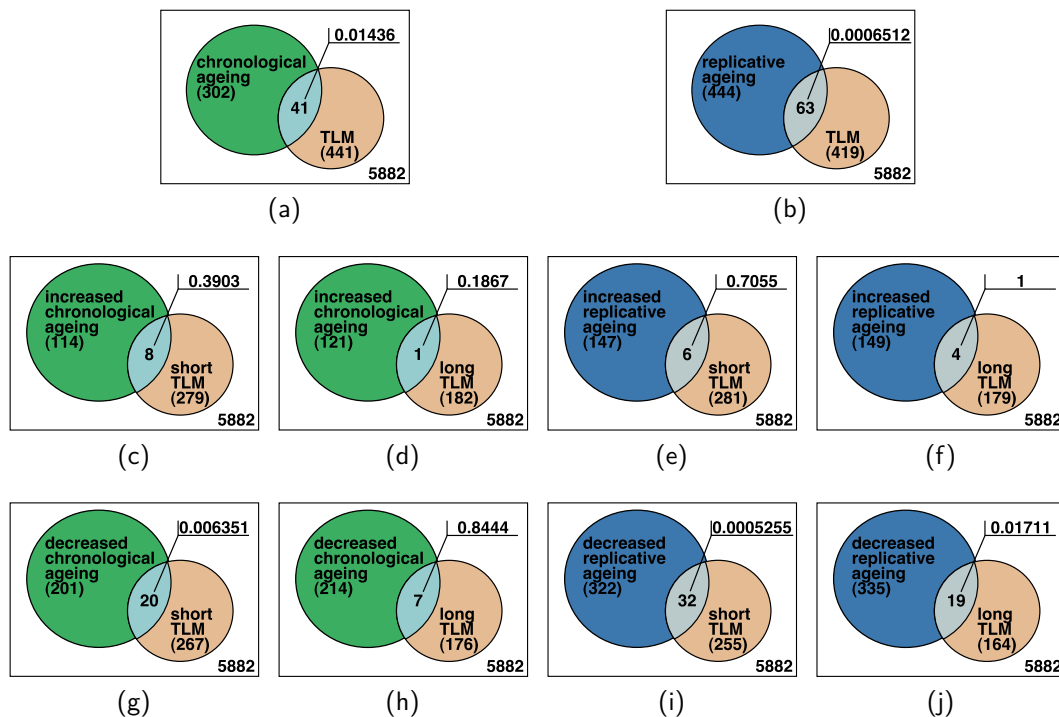 0.01436
chronological
ageing
(302)
41
TLM
(441)
5882
(a)
0.0006512
replicative
ageing
(444)
63
TLM
(419)
5882
(b)
0.3903
increased
chronological
ageing
(114)
8
short
TLM
(279)
5882
(c)
0.1867
increased
chronological
ageing
(121)
1
long
TLM
(182)
5882
(d)
0.7055
increased
replicative
ageing
(147)
6
short
TLM
(281)
5882
(e)
1
increased
replicative
ageing
(149)
4
long
TLM
(179)
5882
(f)
0.006351
decreased
chronological
ageing
(201)
20
short
TLM
(267)
5882
(g)
0.8444
decreased
chronological
ageing
(214)
7
long
TLM
(176)
5882
(h)
0.0005255
decreased
replicative
ageing
(322)
32
short
TLM
(255)
5882
(i)
0.01711
decreased
replicative
ageing
(335)
19
long
TLM
(164)
5882
(j)